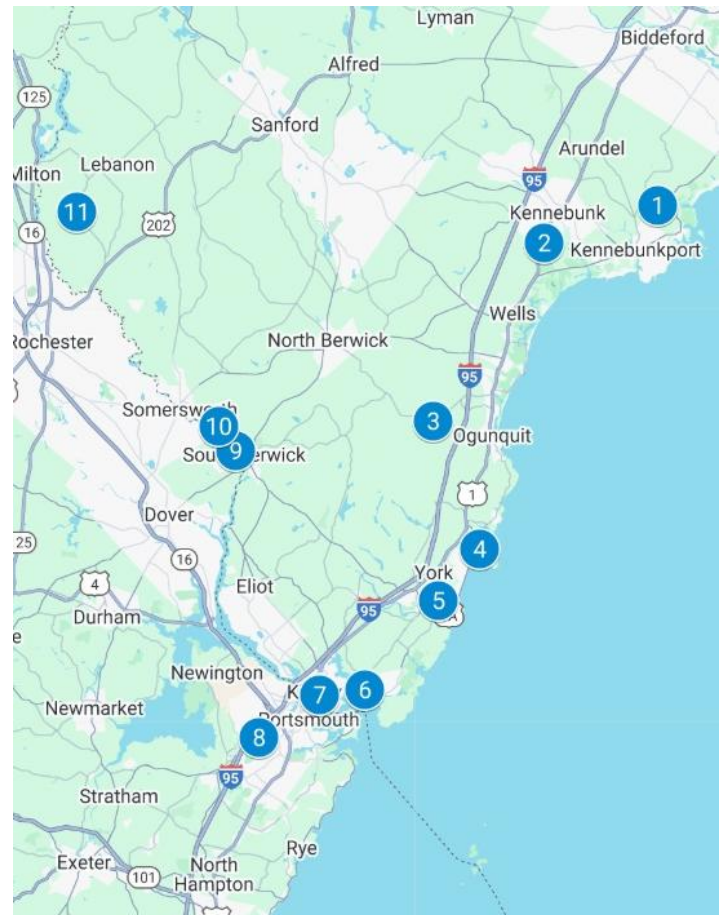 Lyman
Biddeford
Alfred
125
Sanford
Arundel
Milton
Lebanon
95
1
11
16
202
Kennebunk
2
Kennebunkport
Wells
Rochester
North Berwick
95
Somersworth
3
10
Ogunquit
9
1
Dover
4
25
16
York
4
Eliot
5
95
Durham
Newington
7
6
Newmarket
Portsmouth
8
95
Stratham
Rye
Exeter
101
North
Hampton